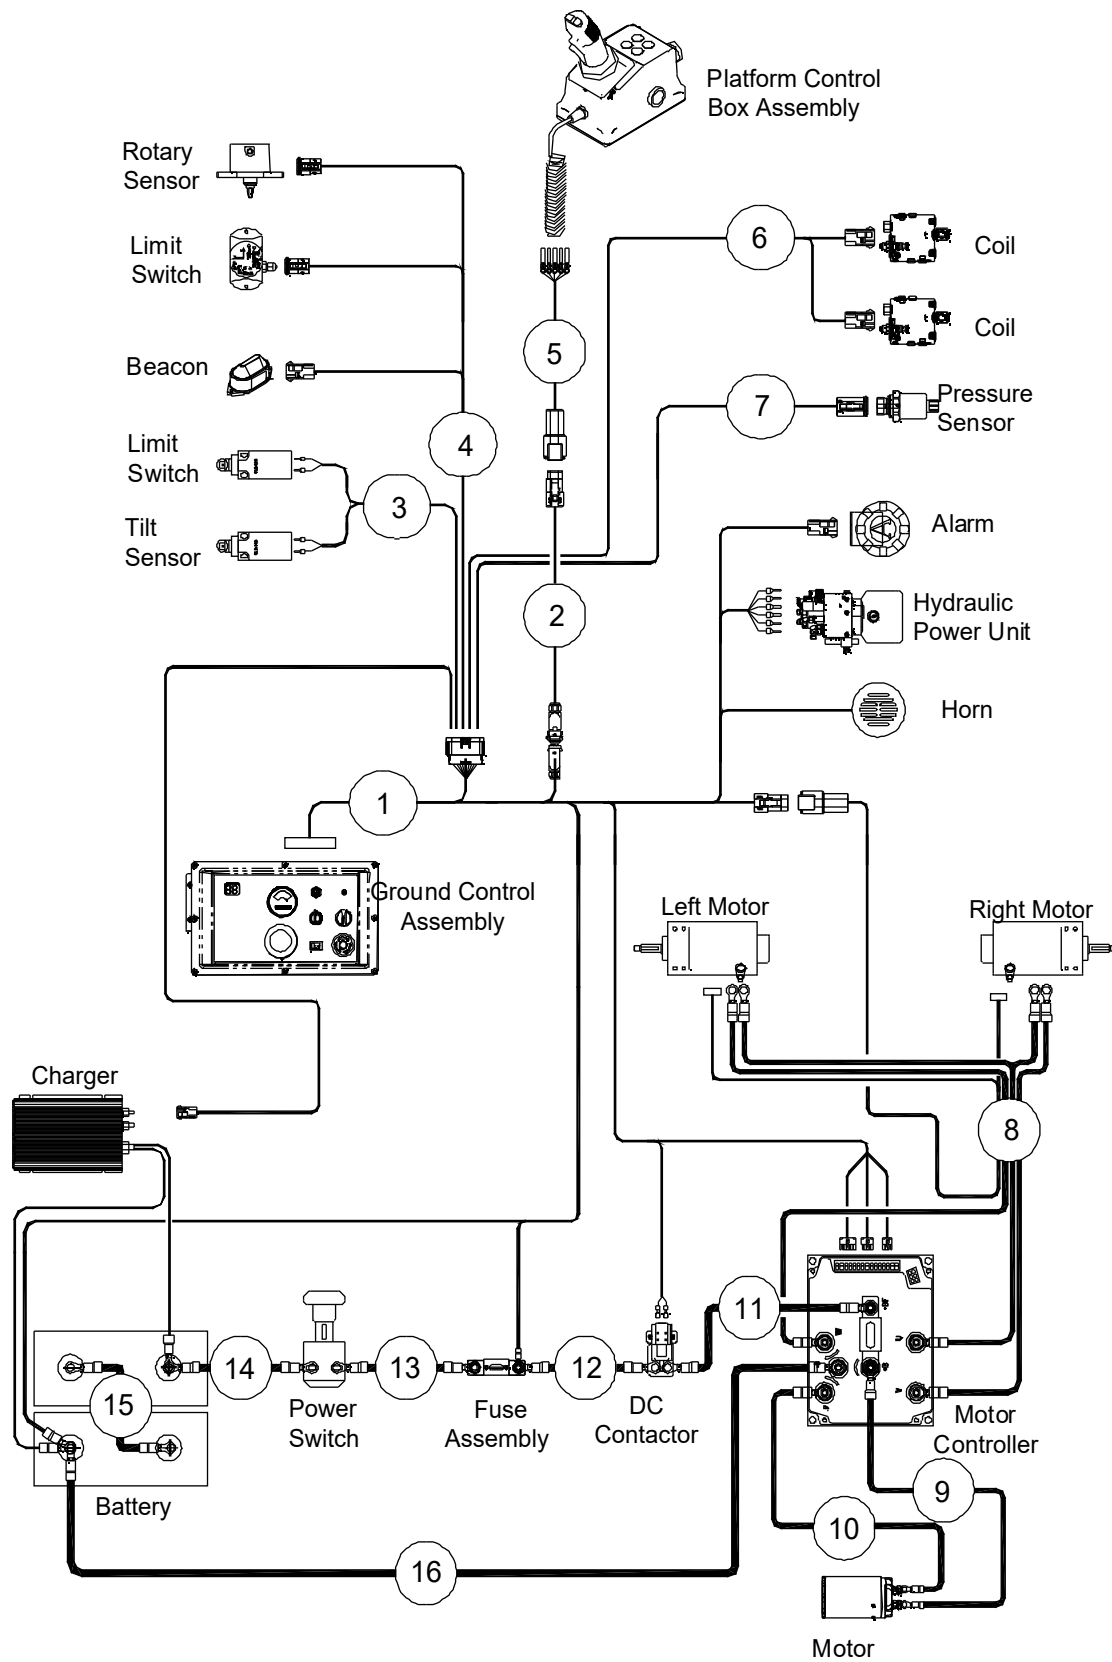 Platform Control
Box Assembly
Rotary
Sensor
Limit
Switch
6
Coil
Coil
5
Beacon
7
Pressure
Sensor
4
Limit
Switch
3
Tilt
Sensor
Alarm
2
Hydraulic
Power Unit
Horn
1
Ground Control
Assembly
Left Motor
Right Motor
Charger
8
11
14
13
12
15
Power
Switch
Fuse
Assembly
DC
Contactor
Motor
Controller
Battery
9
10
16
Motor